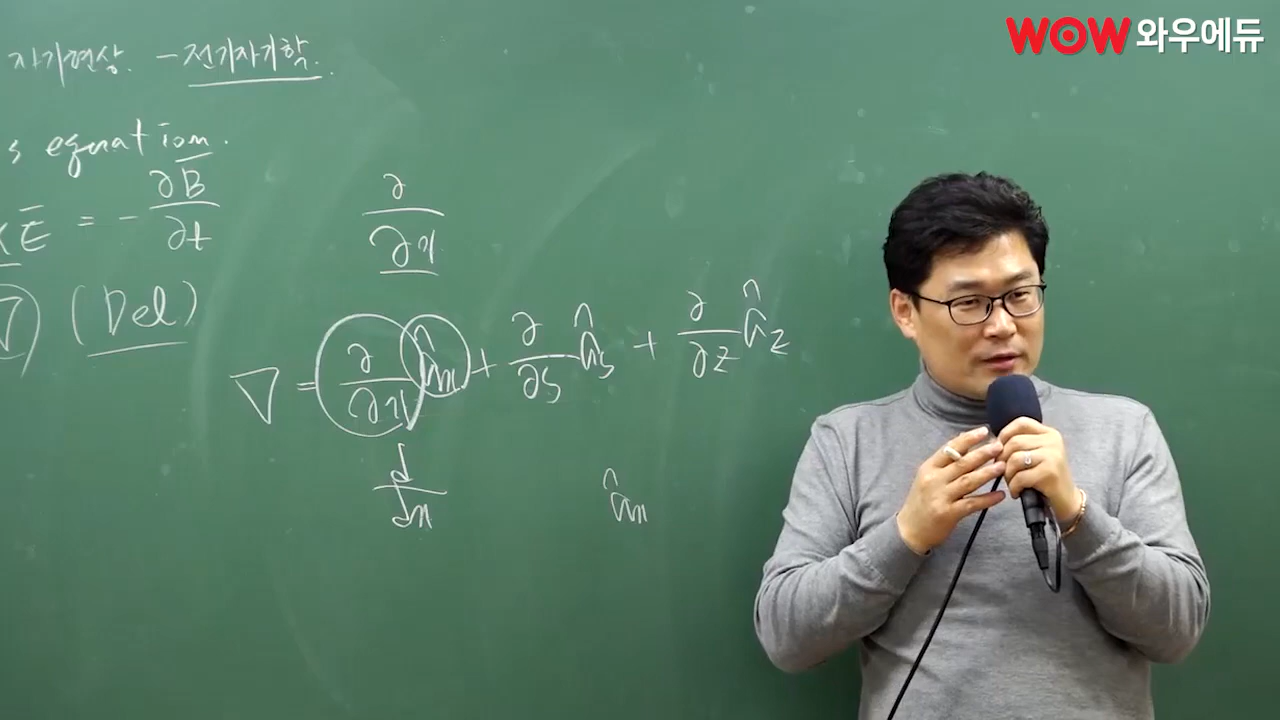 WOW 와우에듀
자기현상. - 전기자기학.
s equation.
×Ē = - ∂B̄/∂t
∂/∂x
∇ (Del)
∇ = ∂/∂x âx + ∂/∂y ây + ∂/∂z âz
d/dx
âx